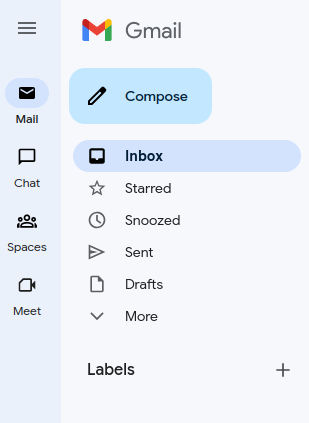 Gmail
Compose
Mail
Inbox
Starred
Chat
Snoozed
Spaces
Sent
Drafts
Meet
More
Labels